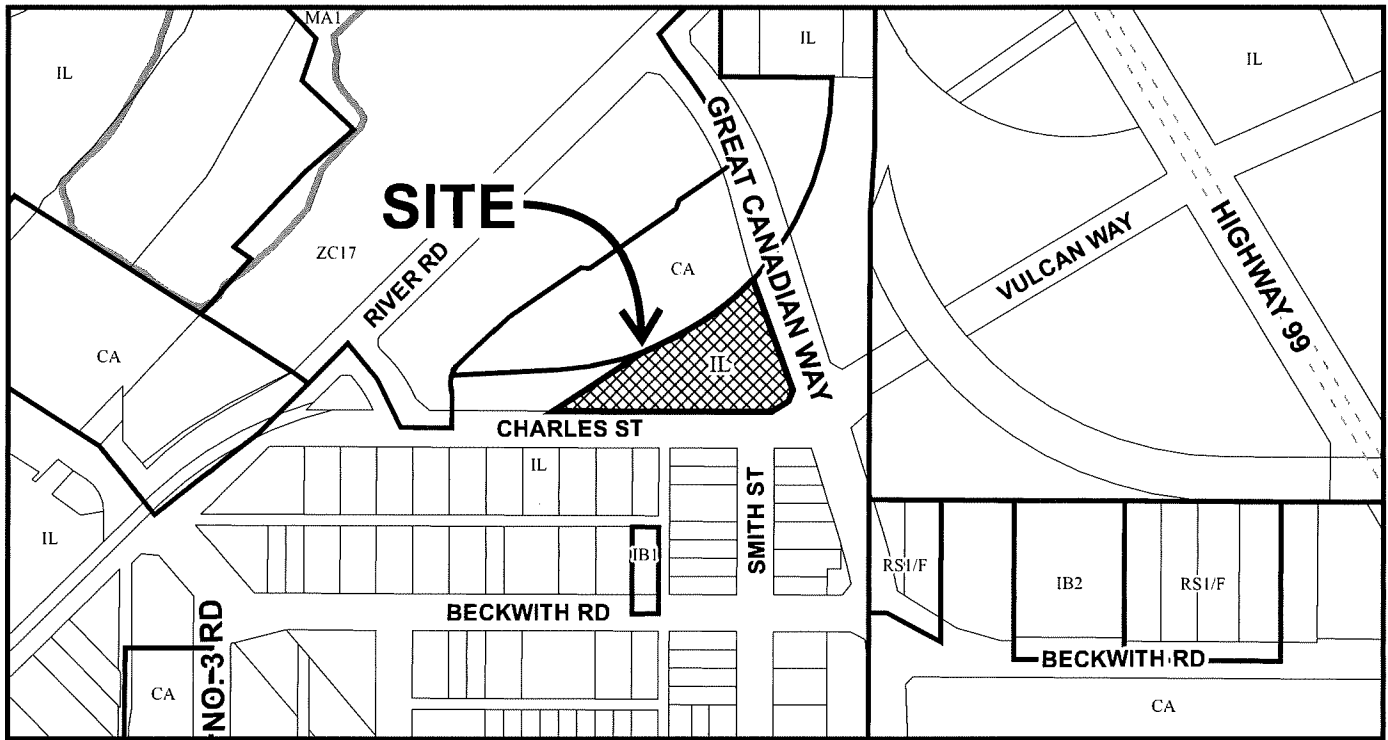 MA1
IL
IL
IL
GREAT CANADIAN WAY
SITE
ZC17
RIVER RD
CA
VULCAN WAY
HIGHWAY 99
CA
IL
CHARLES ST
IL
SMITH ST
IL
IB1
RS1/F
IB2
RS1/F
BECKWITH RD
NO. 3 RD
BECKWITH RD
CA
CA